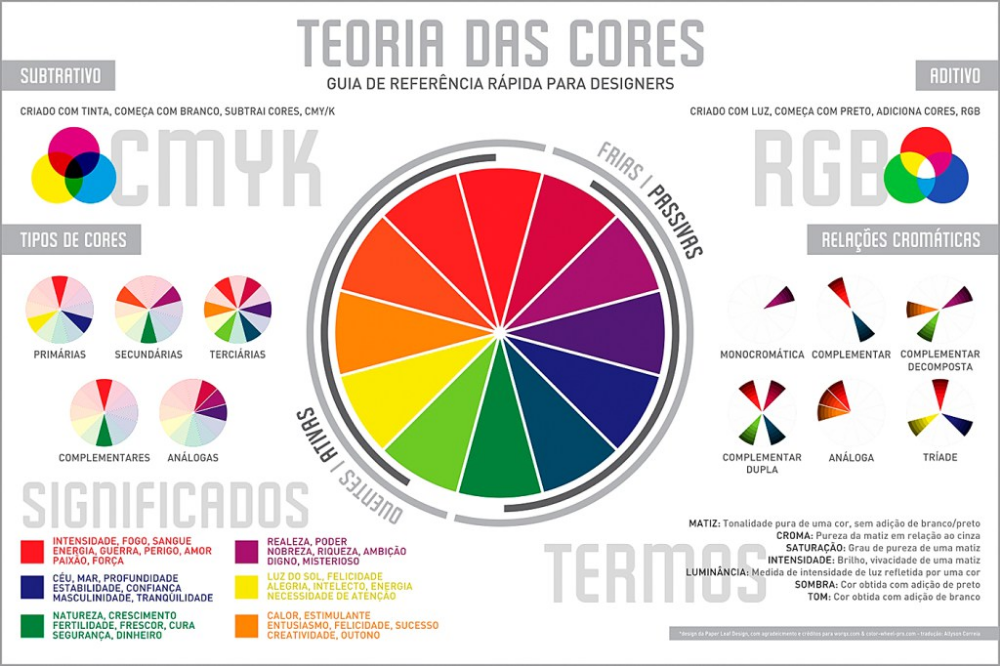 TEORIA DAS CORES
GUIA DE REFERÊNCIA RÁPIDA PARA DESIGNERS
SUBTRATIVO
CRIADO COM TINTA, COMEÇA COM BRANCO, SUBTRAI CORES, CMY/K
CMYK
ADITIVO
CRIADO COM LUZ, COMEÇA COM PRETO, ADICIONA CORES, RGB
RGB
FRIAS | PASSIVAS
QUENTES | ATIVAS
TIPOS DE CORES
PRIMÁRIAS
SECUNDÁRIAS
TERCIÁRIAS
COMPLEMENTARES
ANÁLOGAS
RELAÇÕES CROMÁTICAS
MONOCROMÁTICA
COMPLEMENTAR
COMPLEMENTAR
DECOMPOSTA
COMPLEMENTAR
DUPLA
ANÁLOGA
TRÍADE
SIGNIFICADOS
INTENSIDADE, FOGO, SANGUE
ENERGIA, GUERRA, PERIGO, AMOR
PAIXÃO, FORÇA
CÉU, MAR, PROFUNDIDADE
ESTABILIDADE, CONFIANÇA
MASCULINIDADE, TRANQÜILIDADE
NATUREZA, CRESCIMENTO
FERTILIDADE, FRESCOR, CURA
SEGURANÇA, DINHEIRO
REALEZA, PODER
NOBREZA, RIQUEZA, AMBIÇÃO
DIGNO, MISTERIOSO
LUZ DO SOL, FELICIDADE
ALEGRIA, INTELECTO, ENERGIA
NECESSIDADE DE ATENÇÃO
CALOR, ESTIMULANTE
ENTUSIASMO, FELICIDADE, SUCESSO
CREATIVIDADE, OUTONO
TERMOS
MATIZ: Tonalidade pura de uma cor, sem adição de branco/preto
CROMA: Pureza da matiz em relação ao cinza
SATURAÇÃO: Grau de pureza de uma matiz
INTENSIDADE: Brilho, vivacidade de uma matiz
LUMINÂNCIA: Medida de intensidade de luz refletida por uma cor
SOMBRA: Cor obtida com adição de preto
TOM: Cor obtida com adição de branco
*design de Paper Leaf Design, com agradecimento e créditos para worqx.com & color-wheel-pro.com - tradução: Allyson Correia